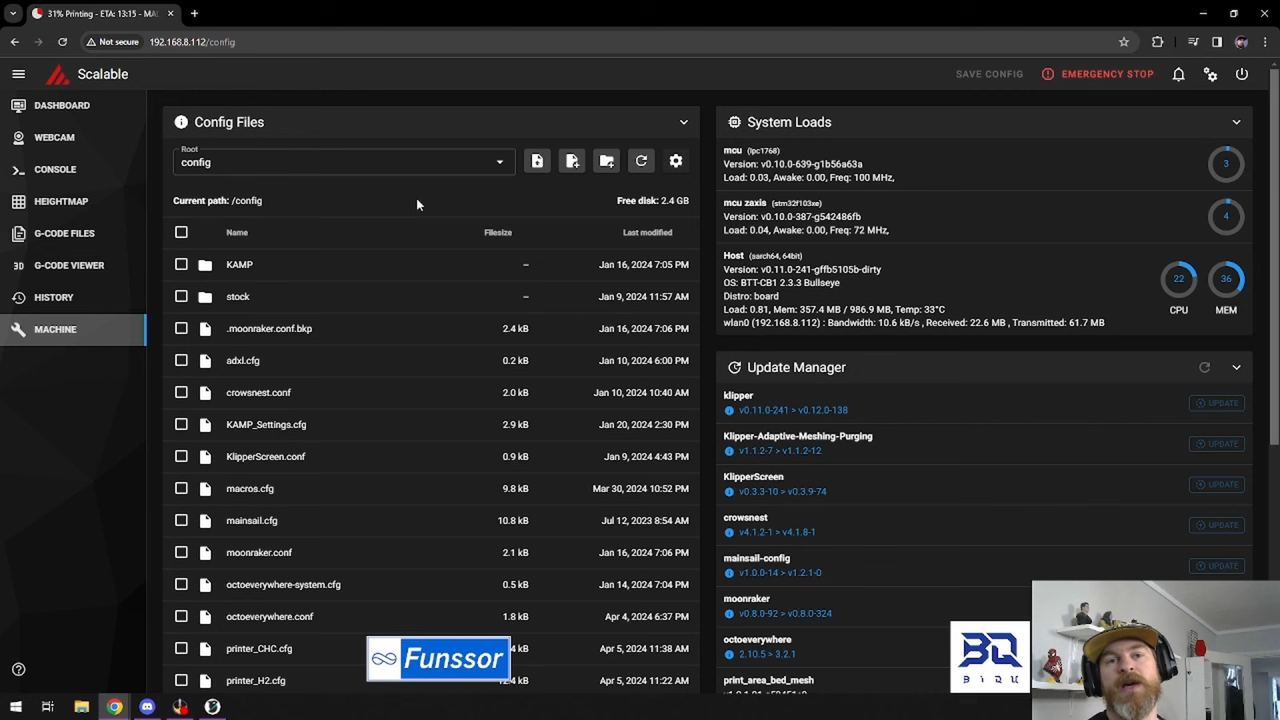 31% Printing - ETA: 13:15 - MA
Not secure
192.168.8.112/config
Scalable
SAVE CONFIG
EMERGENCY STOP
DASHBOARD
WEBCAM
CONSOLE
HEIGHTMAP
G-CODE FILES
3D G-CODE VIEWER
HISTORY
MACHINE
Config Files
Root
config
Current path: /config
Free disk: 2.4 GB
Name Filesize Last modified
KAMP – Jan 16, 2024 7:05 PM
stock – Jan 9, 2024 11:57 AM
.moonraker.conf.bkp 2.4 kB Jan 16, 2024 7:06 PM
adxl.cfg 0.2 kB Jan 10, 2024 6:00 PM
crowsnest.conf 2.0 kB Jan 10, 2024 10:40 AM
KAMP_Settings.cfg 2.9 kB Jan 20, 2024 2:30 PM
KlipperScreen.conf 0.9 kB Jan 9, 2024 4:43 PM
macros.cfg 9.8 kB Mar 30, 2024 10:52 PM
mainsail.cfg 10.8 kB Jul 12, 2023 8:54 AM
moonraker.conf 2.1 kB Jan 16, 2024 7:06 PM
octoeverywhere-system.cfg 0.5 kB Jan 14, 2024 7:04 PM
octoeverywhere.conf 1.8 kB Apr 4, 2024 6:37 PM
printer_CHC.cfg 4 kB Apr 5, 2024 11:38 AM
printer_H2.cfg 12.4 kB Apr 5, 2024 11:22 AM
System Loads
mcu (lpc1768)
Version: v0.10.0-639-g1b56a63a
Load: 0.03, Awake: 0.00, Freq: 100 MHz,
3
mcu zaxis (stm32f103xe)
Version: v0.10.0-387-g542486fb
Load: 0.04, Awake: 0.00, Freq: 72 MHz,
4
Host (aarch64, 64bit)
Version: v0.11.0-241-gffb5105b-dirty
OS: BTT-CB1 2.3.3 Bullseye
Distro: board
Load: 0.81, Mem: 357.4 MB / 986.9 MB, Temp: 33°C
wlan0 (192.168.8.112) : Bandwidth: 10.6 kB/s , Received: 22.6 MB , Transmitted: 61.7 MB
22 36
CPU MEM
Update Manager
klipper
v0.11.0-241 > v0.12.0-138
UPDATE
Klipper-Adaptive-Meshing-Purging
v1.1.2-7 > v1.1.2-12
UPDATE
KlipperScreen
v0.3.3-10 > v0.3.9-74
UPDATE
crowsnest
v4.1.2-1 > v4.1.8-1
UPDATE
mainsail-config
v1.0.0-14 > v1.2.1-0
UPDATE
moonraker
v0.8.0-92 > v0.8.0-324
octoeverywhere
2.10.5 > 3.2.1
print_area_bed_mesh
Funssor
BQ
BIQU